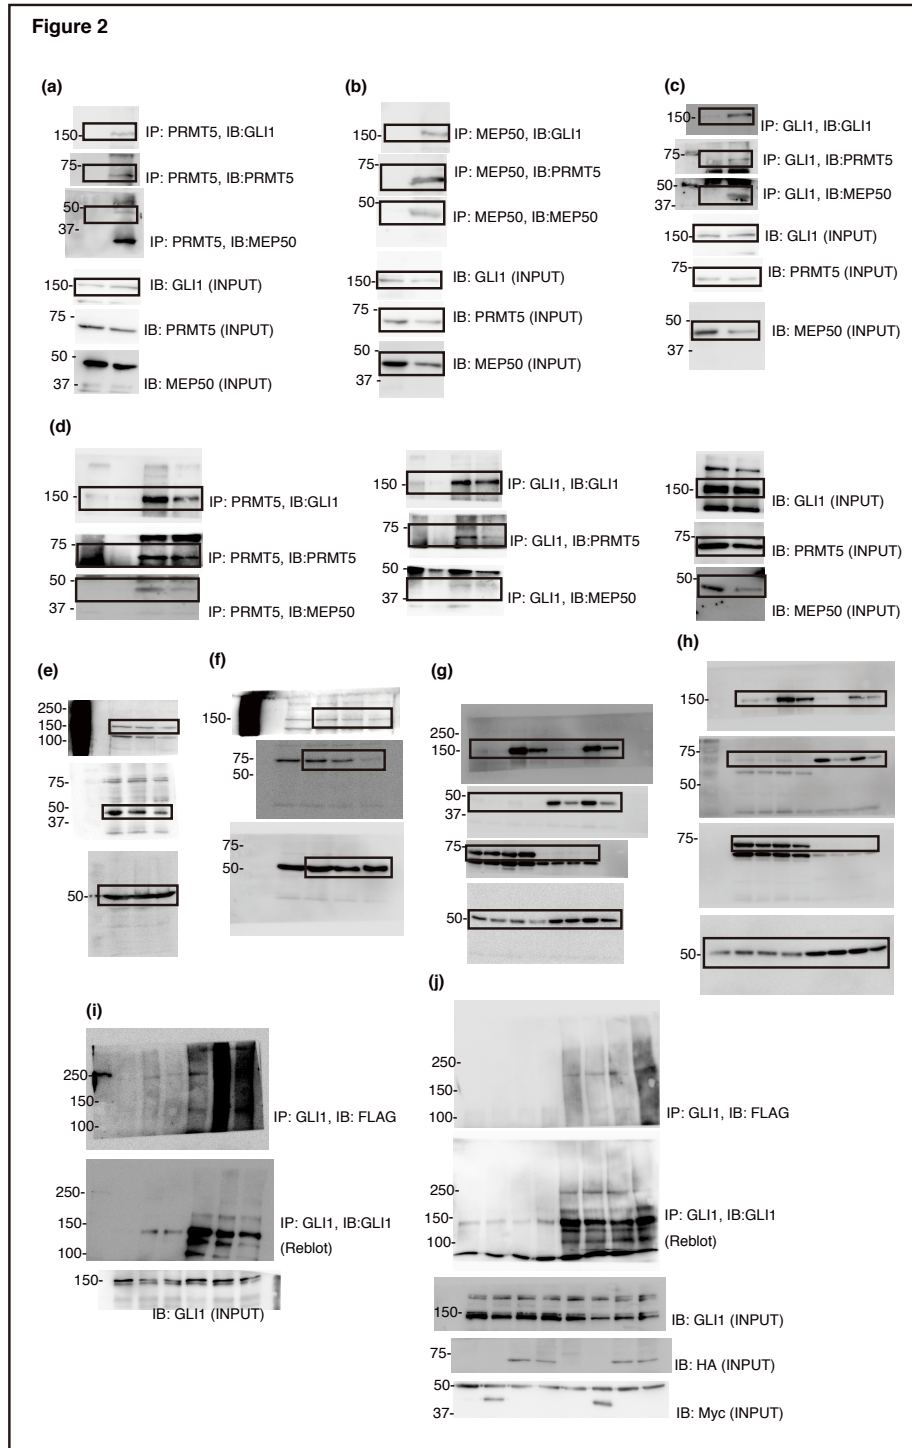 Figure 2
(a)
150-
IP: PRMT5, IB:GLI1
75-
IP: PRMT5, IB:PRMT5
50-
37-
IP: PRMT5, IB:MEP50
150-
IB: GLI1 (INPUT)
75 -
IB: PRMT5 (INPUT)
50 -
37 -
IB: MEP50 (INPUT)
(b)
150-
IP: MEP50, IB:GLI1
75-
IP: MEP50, IB:PRMT5
50-
IP: MEP50, IB:MEP50
150-
IB: GLI1 (INPUT)
75 -
IB: PRMT5 (INPUT)
50 -
37 -
IB: MEP50 (INPUT)
(c)
150-
IP: GLI1, IB:GLI1
75-
IP: GLI1, IB:PRMT5
50-
37-
IP: GLI1, IB:MEP50
150-
IB: GLI1 (INPUT)
75-
IB: PRMT5 (INPUT)
50 -
37 -
IB: MEP50 (INPUT)
(d)
150-
IP: PRMT5, IB:GLI1
75-
IP: PRMT5, IB:PRMT5
50 -
37 -
IP: PRMT5, IB:MEP50
150 -
IP: GLI1, IB:GLI1
75 -
IP: GLI1, IB:PRMT5
50 -
37 -
IP: GLI1, IB:MEP50
150-
IB: GLI1 (INPUT)
75-
IB: PRMT5 (INPUT)
50-
IB: MEP50 (INPUT)
(e)
250-
150-
100-
75-
50-
37-
50-
(f)
150-
75-
50-
75-
50-
(g)
250-
150-
50-
37-
75-
50-
(h)
150-
75-
50-
75-
50-
(i)
250-
150-
100-
IP: GLI1, IB: FLAG
250-
150-
100-
IP: GLI1, IB:GLI1
(Reblot)
150-
IB: GLI1 (INPUT)
(j)
250-
150-
100-
IP: GLI1, IB: FLAG
250-
150-
100-
IP: GLI1, IB:GLI1
(Reblot)
150-
IB: GLI1 (INPUT)
75-
IB: HA (INPUT)
50-
37-
IB: Myc (INPUT)